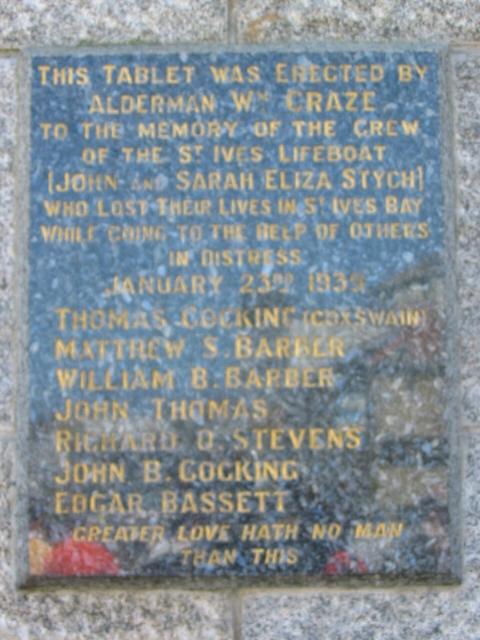 THIS TABLET WAS ERECTED BY
ALDERMAN WM CRAZE
TO THE MEMORY OF THE CREW
OF THE ST IVES LIFEBOAT
[JOHN AND SARAH ELIZA STYCH]
WHO LOST THEIR LIVES IN ST IVES BAY
WHILE GOING TO THE HELP OF OTHERS
IN DISTRESS
JANUARY 23RD 1939
THOMAS COCKING (COXSWAIN)
MATTHEW S. BARBER
WILLIAM B. BARBER
JOHN THOMAS
RICHARD Q. STEVENS
JOHN B. COCKING
EDGAR BASSETT
GREATER LOVE HATH NO MAN
THAN THIS